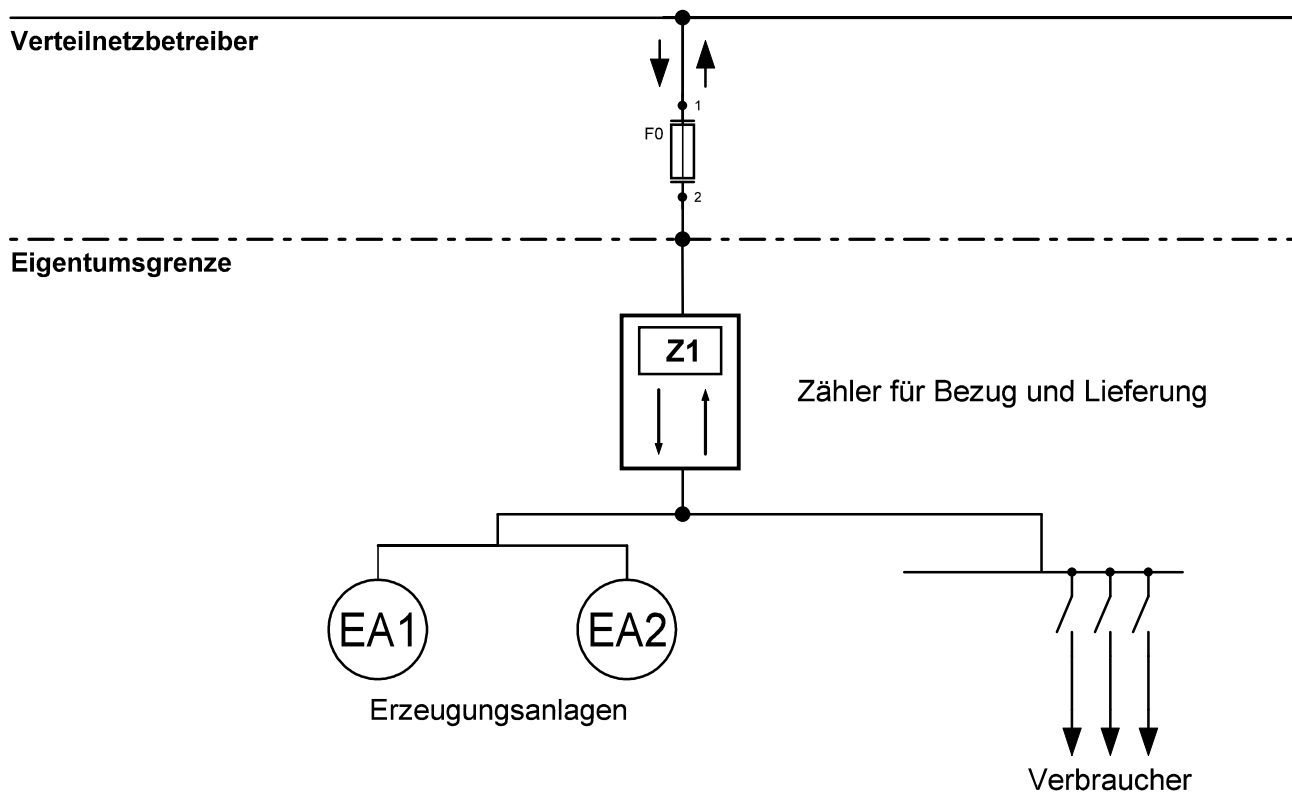 Verteilnetzbetreiber
1
F0
2
Eigentumsgrenze
Z1
Zähler für Bezug und Lieferung
EA1
EA2
Erzeugungsanlagen
Verbraucher